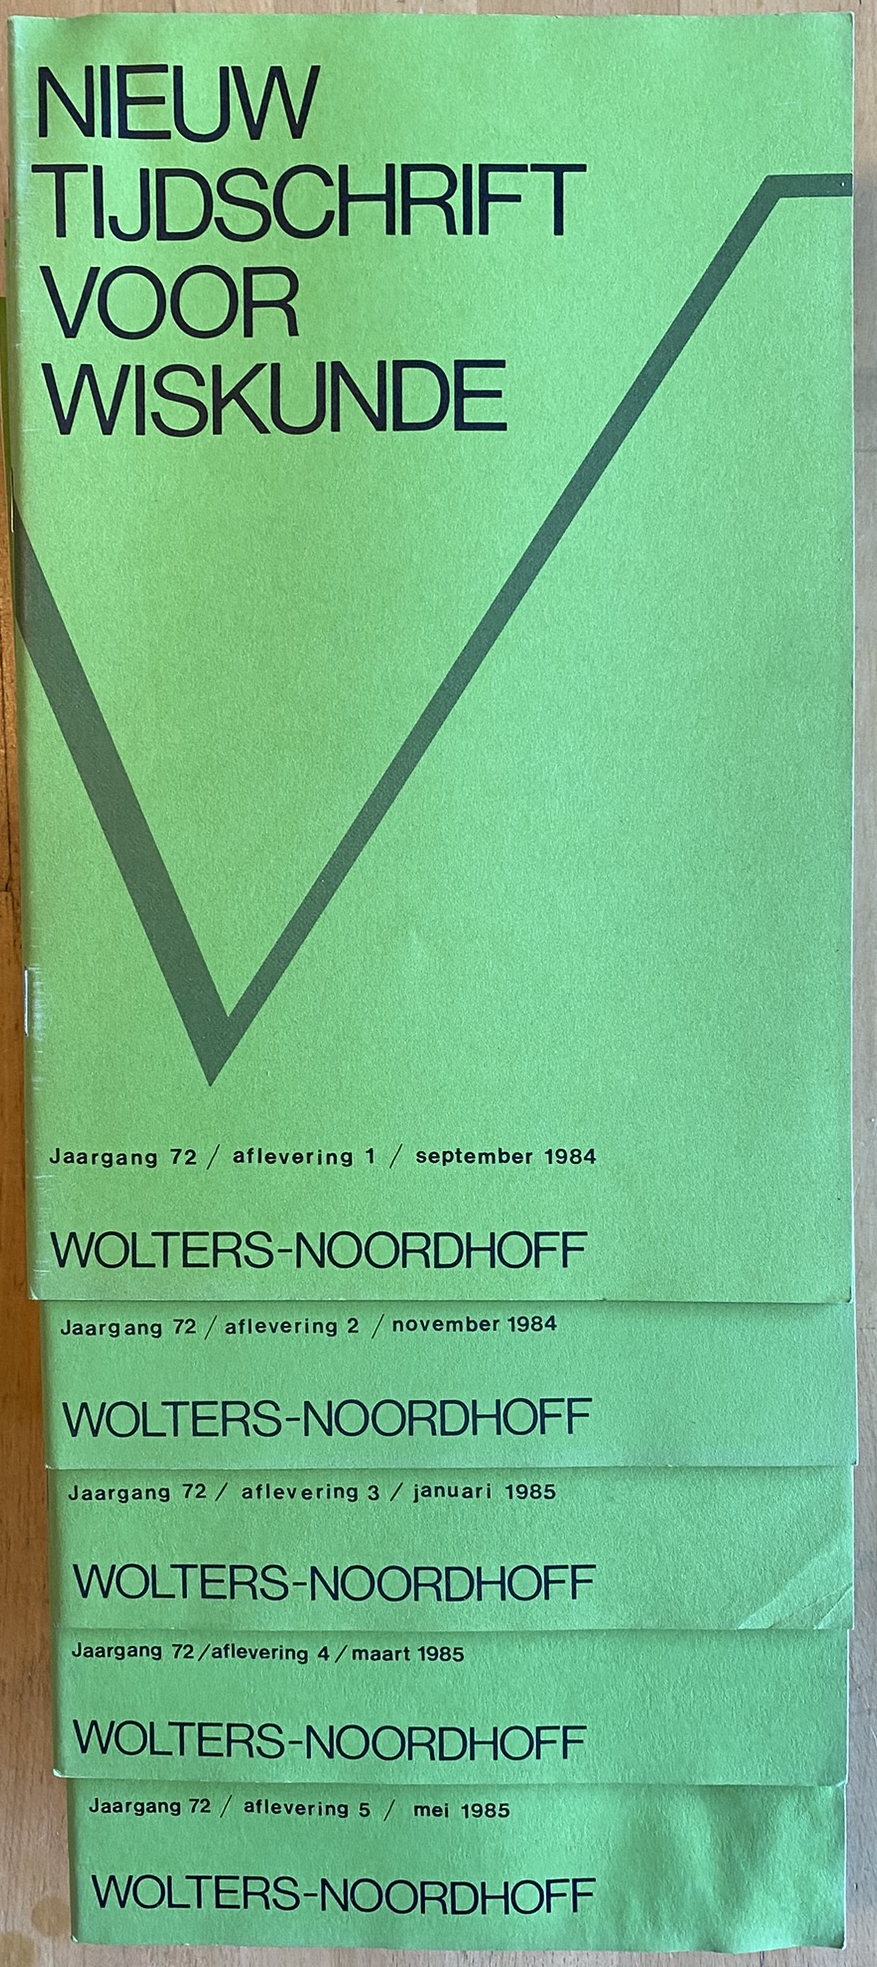 NIEUW
TIJDSCHRIFT
VOOR
WISKUNDE
Jaargang 72 / aflevering 1 / september 1984
WOLTERS-NOORDHOFF
Jaargang 72 / aflevering 2 / november 1984
WOLTERS-NOORDHOFF
Jaargang 72 / aflevering 3 / januari 1985
WOLTERS-NOORDHOFF
Jaargang 72 / aflevering 4 / maart 1985
WOLTERS-NOORDHOFF
Jaargang 72 / aflevering 5 / mei 1985
WOLTERS-NOORDHOFF